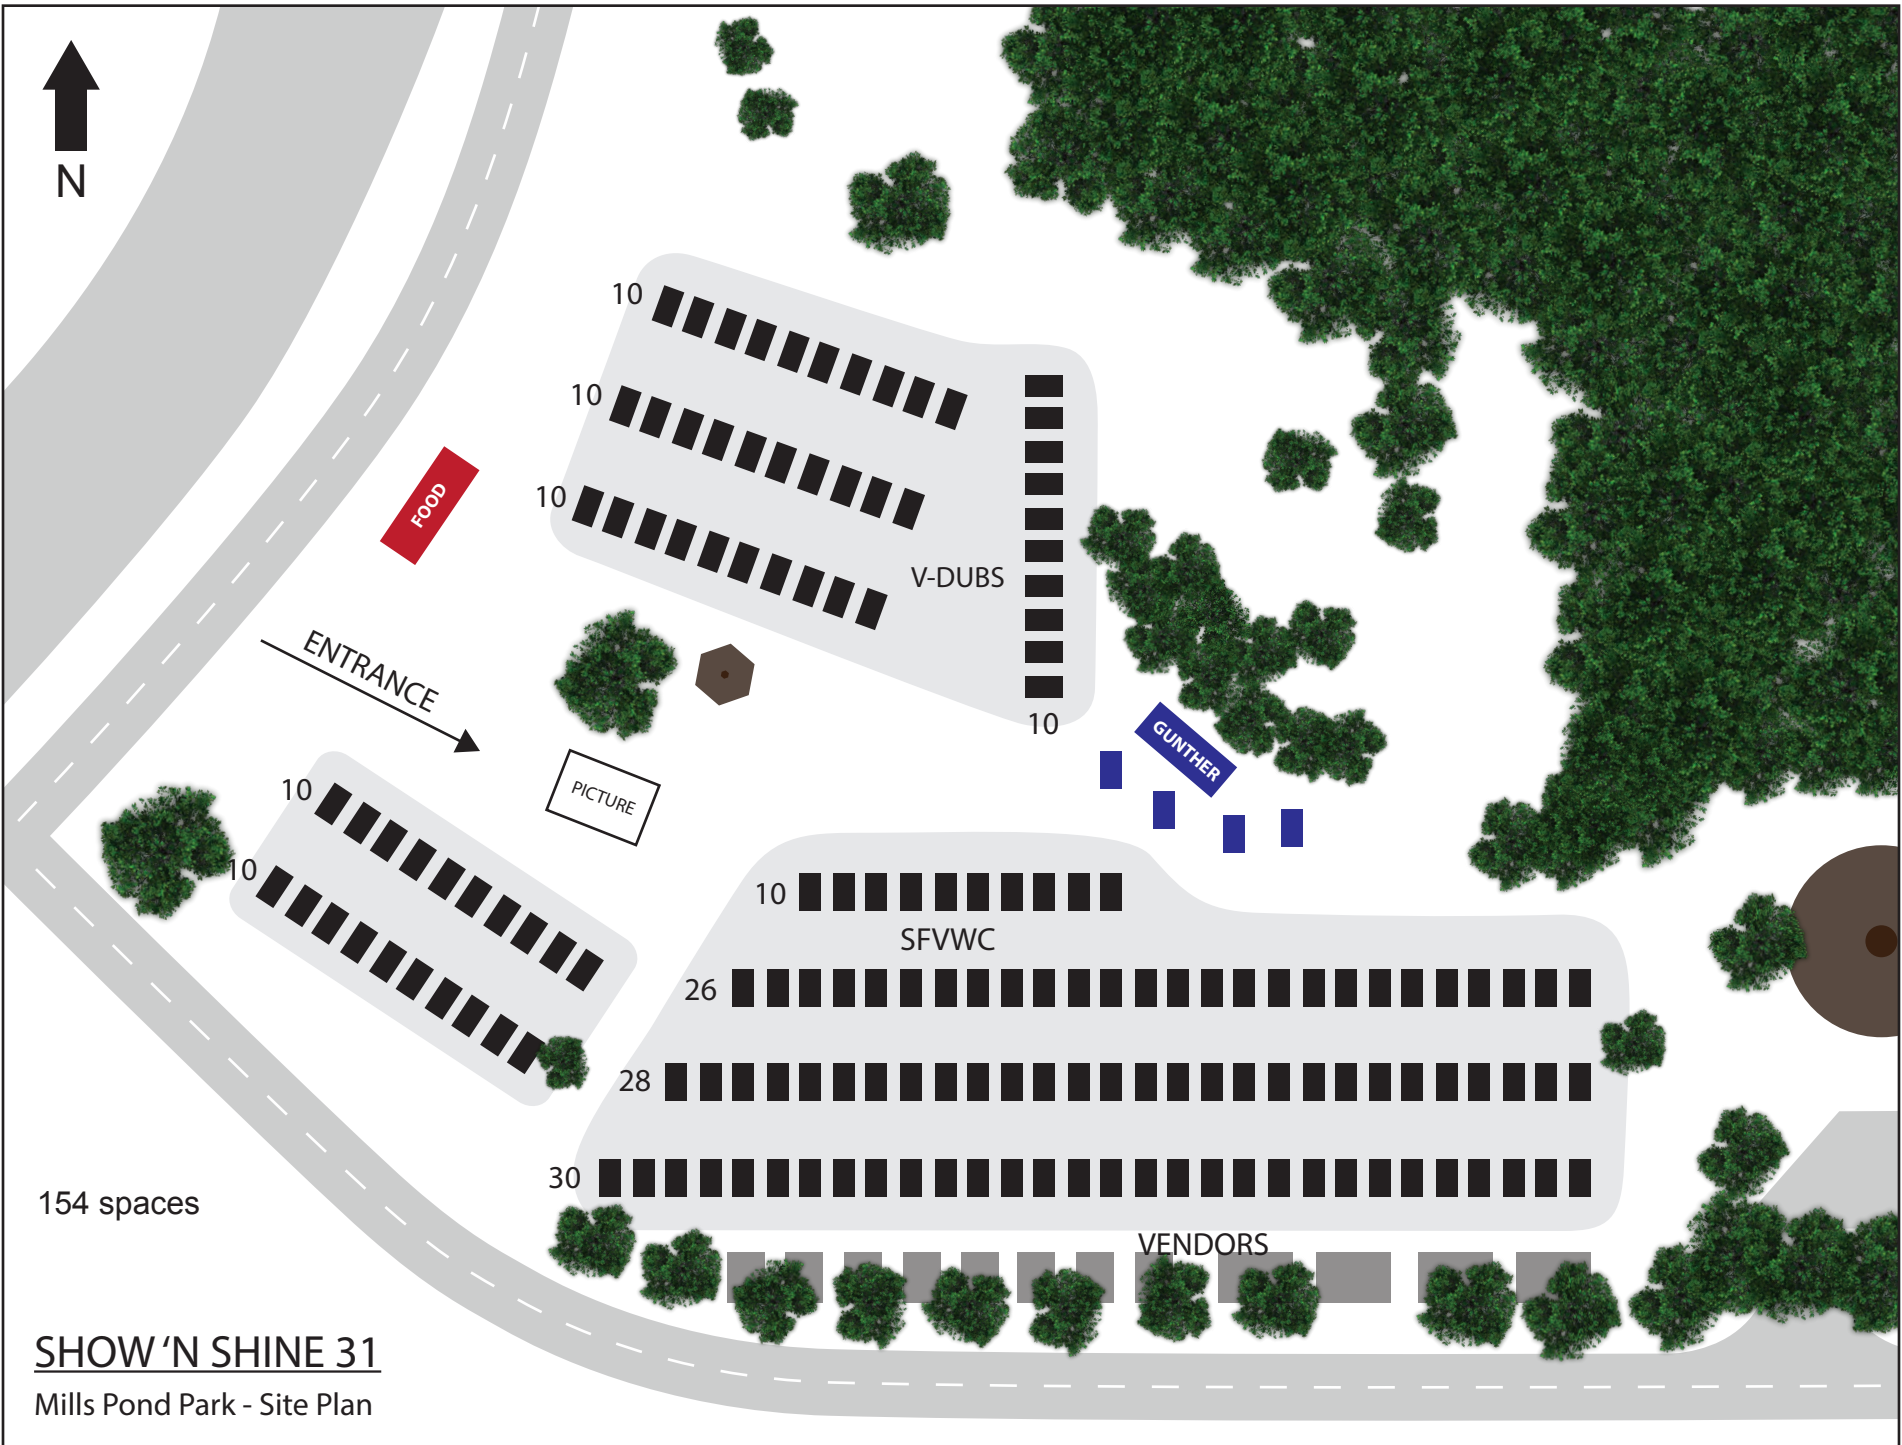 N
10
10
10
FOOD
V-DUBS
10
ENTRANCE
GUNTHER
PICTURE
10
10
10
SFVWC
26
28
30
154 spaces
VENDORS
SHOW 'N SHINE 31
Mills Pond Park - Site Plan